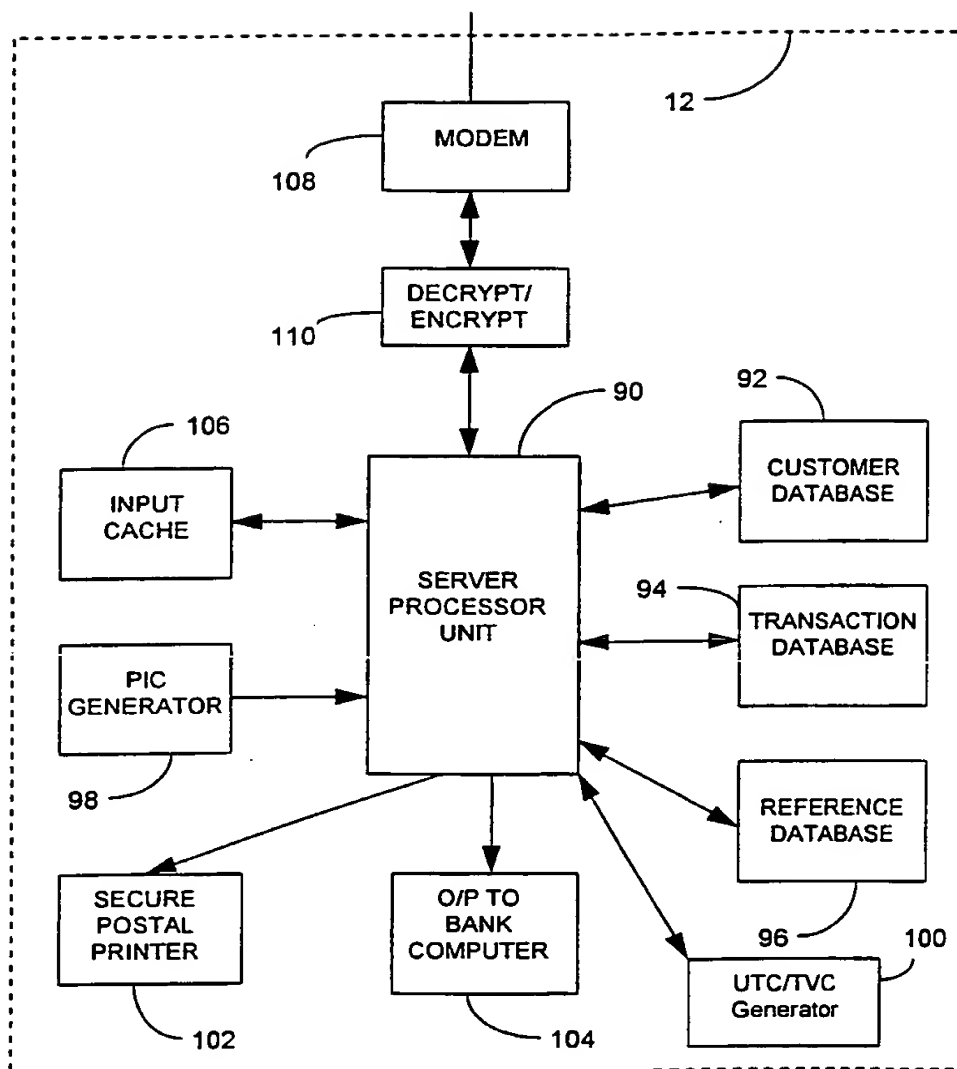 12
MODEM
108
DECRYPT/
ENCRYPT
110
90
92
106
CUSTOMER
DATABASE
INPUT
CACHE
SERVER
PROCESSOR
UNIT
94
TRANSACTION
DATABASE
PIC
GENERATOR
98
REFERENCE
DATABASE
SECURE
POSTAL
PRINTER
O/P TO
BANK
COMPUTER
96
100
UTC/TVC
Generator
102
104